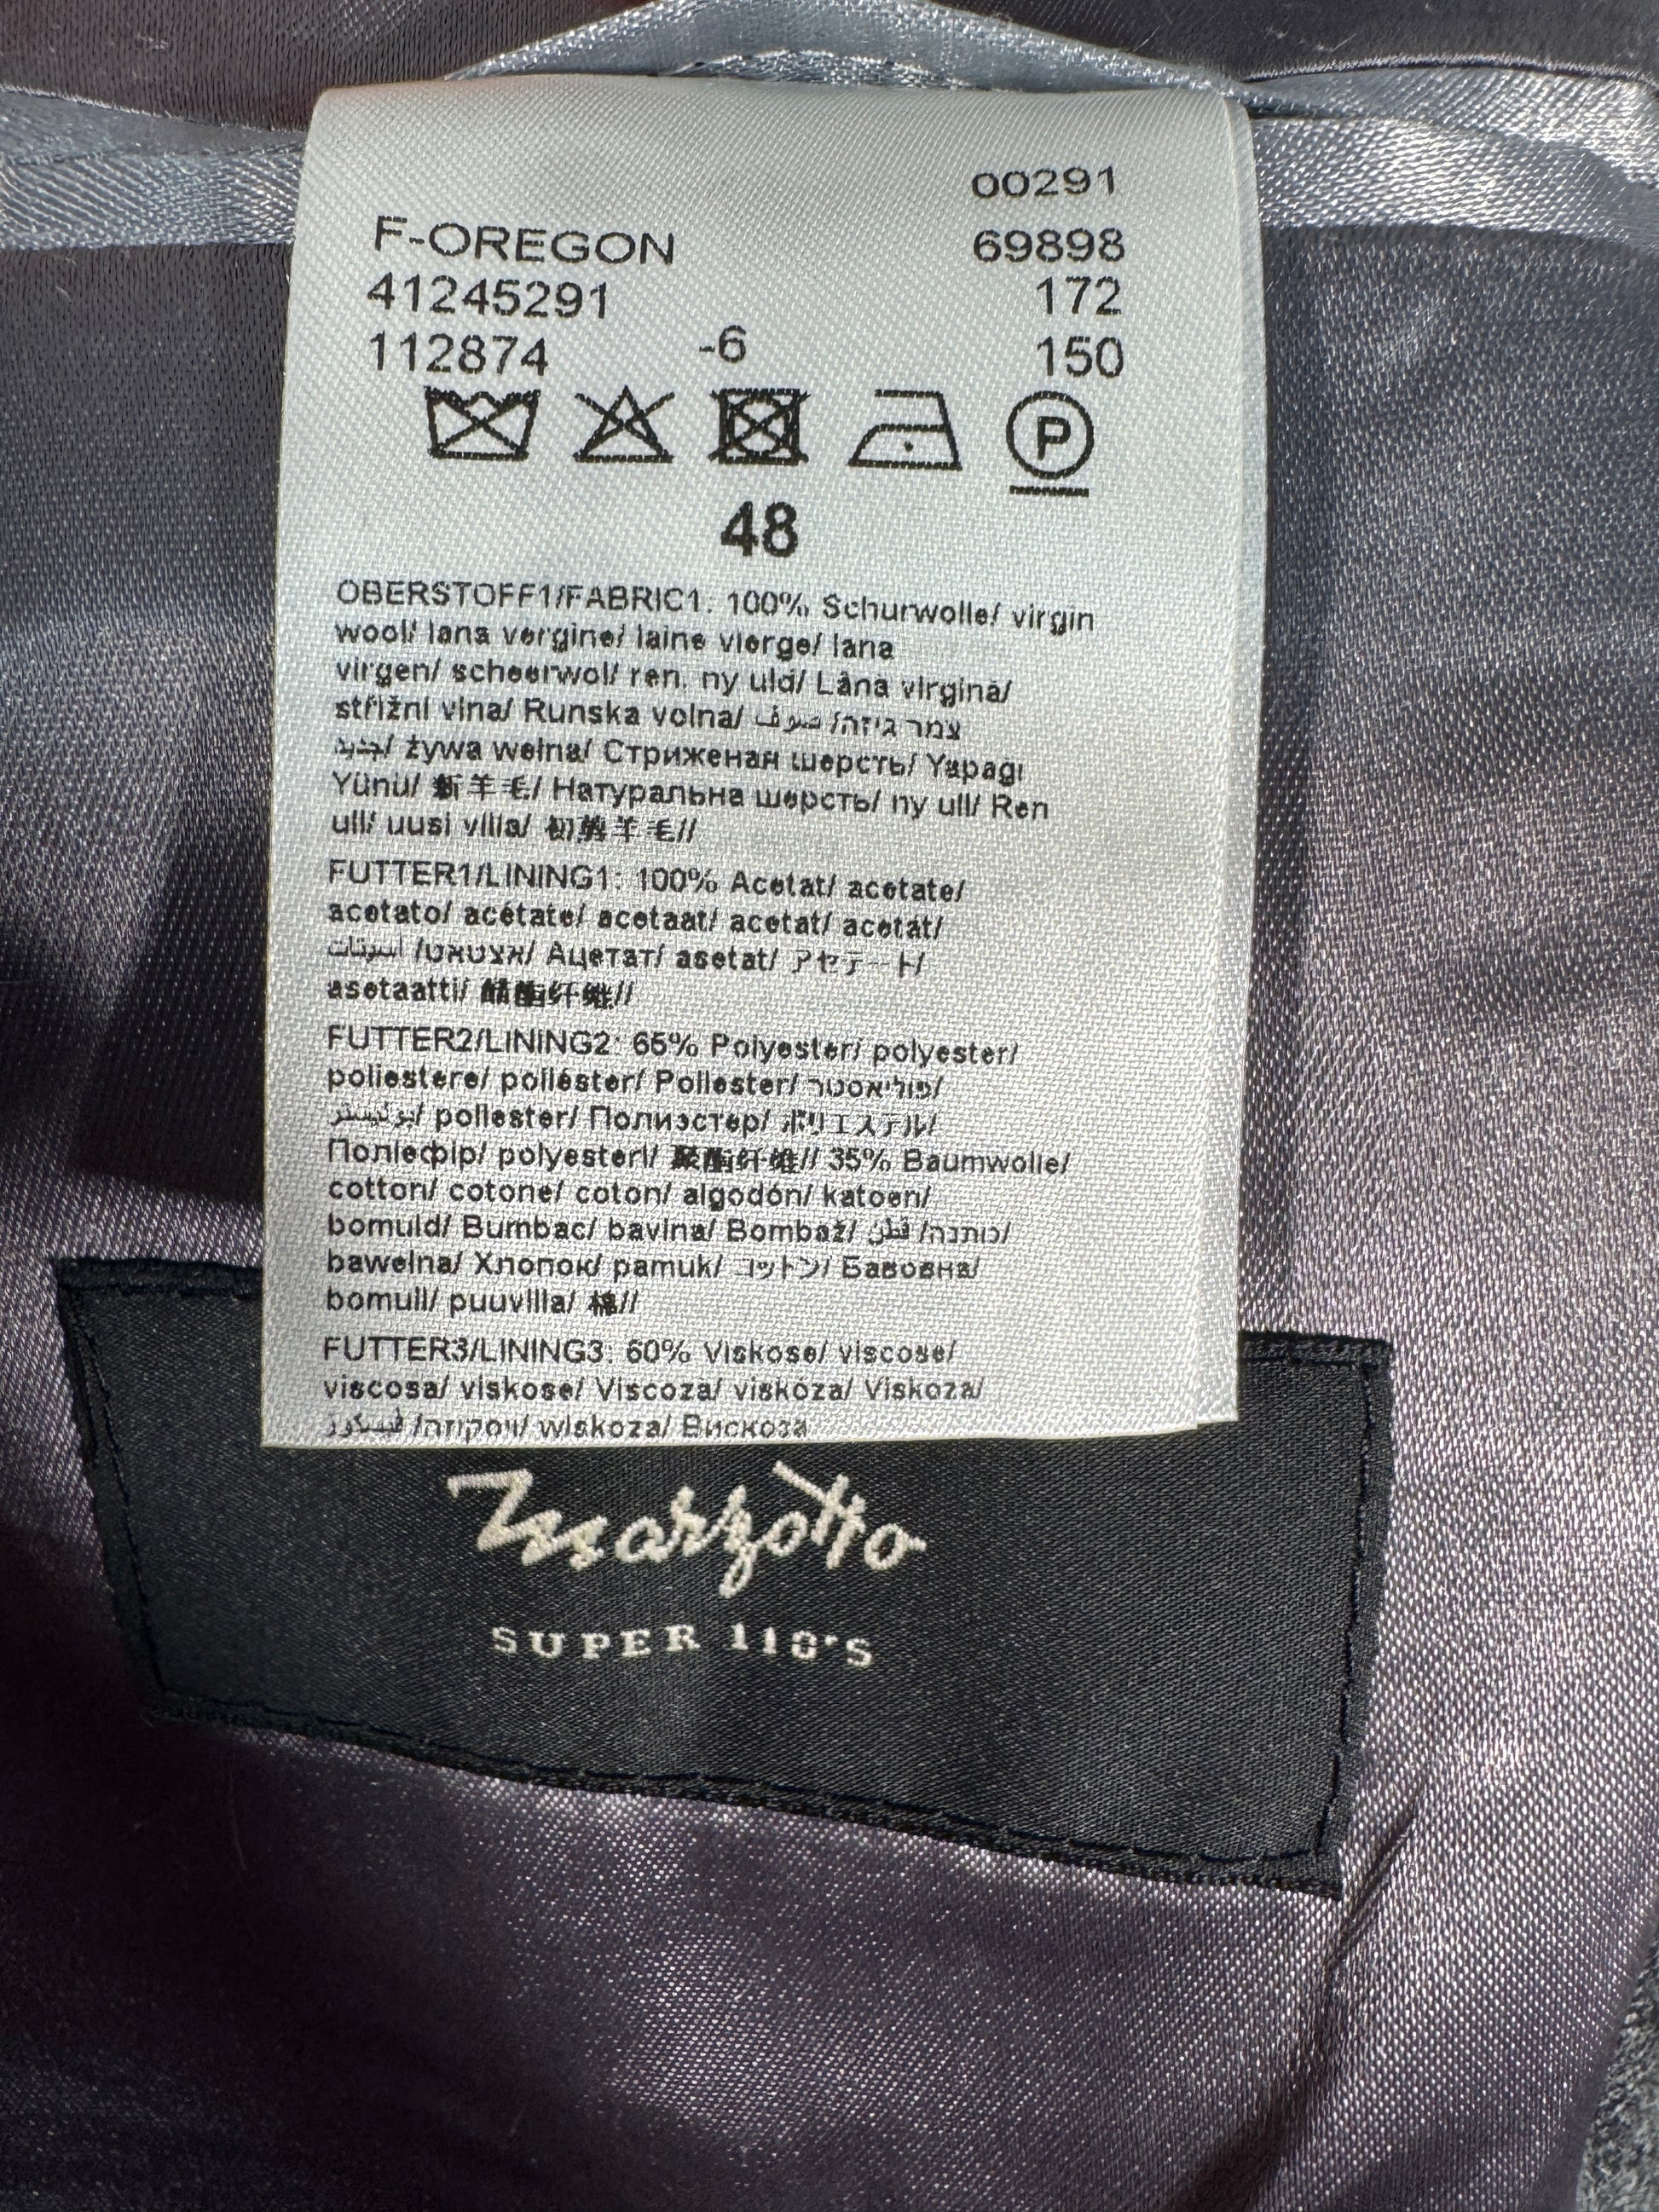 00291
F-OREGON 69898
41245291 172
112874 -6 150
P
48
OBERSTOFF1/FABRIC1: 100% Schurwolle/ virgin
wool/ lana vergine/ laine vierge/ lana
virgen/ scheerwol/ ren, ny uld/ Lâna virgină/
střižní vlna/ Runska volna/ صوف /צמר גיזה
جديد/ żywa wełna/ Стриженая шерсть/ Yapağı
Yünü/ 新羊毛/ Натуральна шерсть/ ny ull/ Ren
ull/ uusi villa/ 初剪羊毛//
FUTTER1/LINING1: 100% Acetat/ acetate/
acetato/ acétate/ acetaat/ acetat/ acetát/
أسيتات /אצטאט/ Ацетат/ asetat/ アセテート/
asetaatti/ 醋酯纤维//
FUTTER2/LINING2: 65% Polyester/ polyester/
poliestere/ poliéster/ Poliester/ פוליאסטר/
بوليستر/ poliester/ Полиэстер/ ポリエステル/
Поліефір/ polyesteri/ 聚酯纤维// 35% Baumwolle/
cotton/ cotone/ coton/ algodón/ katoen/
bomuld/ Bumbac/ bavlna/ Bombaž/ قطن /כותנה/
bawełna/ Хлопок/ pamuk/ コットン/ Бавовна/
bomull/ puuvilla/ 棉//
FUTTER3/LINING3: 60% Viskose/ viscose/
viscosa/ viskose/ Viscoza/ viskóza/ Viskoza/
فيسكوز /ויסקוזה/ wiskoza/ Вискоза
Marzotto
SUPER 110'S